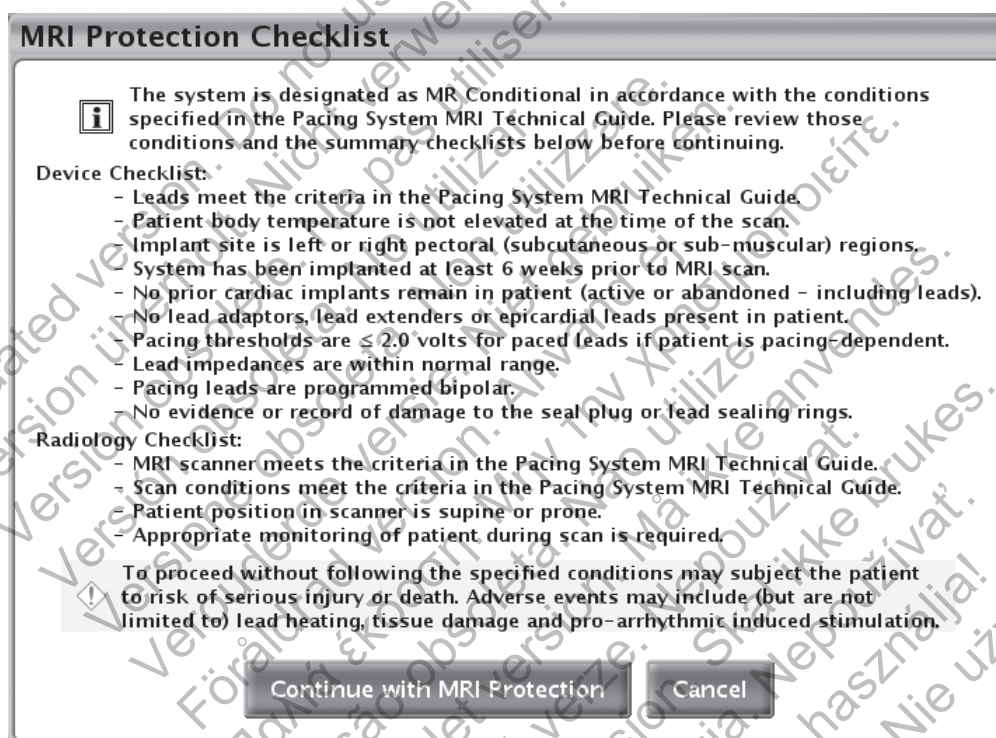 MRI Protection Checklist
The system is designated as MR Conditional in accordance with the conditions
specified in the Pacing System MRI Technical Guide. Please review those
conditions and the summary checklists below before continuing.
Device Checklist:
- Leads meet the criteria in the Pacing System MRI Technical Guide.
- Patient body temperature is not elevated at the time of the scan.
- Implant site is left or right pectoral (subcutaneous or sub-muscular) regions.
- System has been implanted at least 6 weeks prior to MRI scan.
- No prior cardiac implants remain in patient (active or abandoned - including leads).
- No lead adaptors, lead extenders or epicardial leads present in patient.
- Pacing thresholds are ≤ 2.0 volts for paced leads if patient is pacing-dependent.
- Lead impedances are within normal range.
- Pacing leads are programmed bipolar.
- No evidence or record of damage to the seal plug or lead sealing rings.
Radiology Checklist:
- MRI scanner meets the criteria in the Pacing System MRI Technical Guide.
- Scan conditions meet the criteria in the Pacing System MRI Technical Guide.
- Patient position in scanner is supine or prone.
- Appropriate monitoring of patient during scan is required.
To proceed without following the specified conditions may subject the patient
to risk of serious injury or death. Adverse events may include (but are not
limited to) lead heating, tissue damage and pro-arrhythmic induced stimulation.
Continue with MRI Protection
Cancel